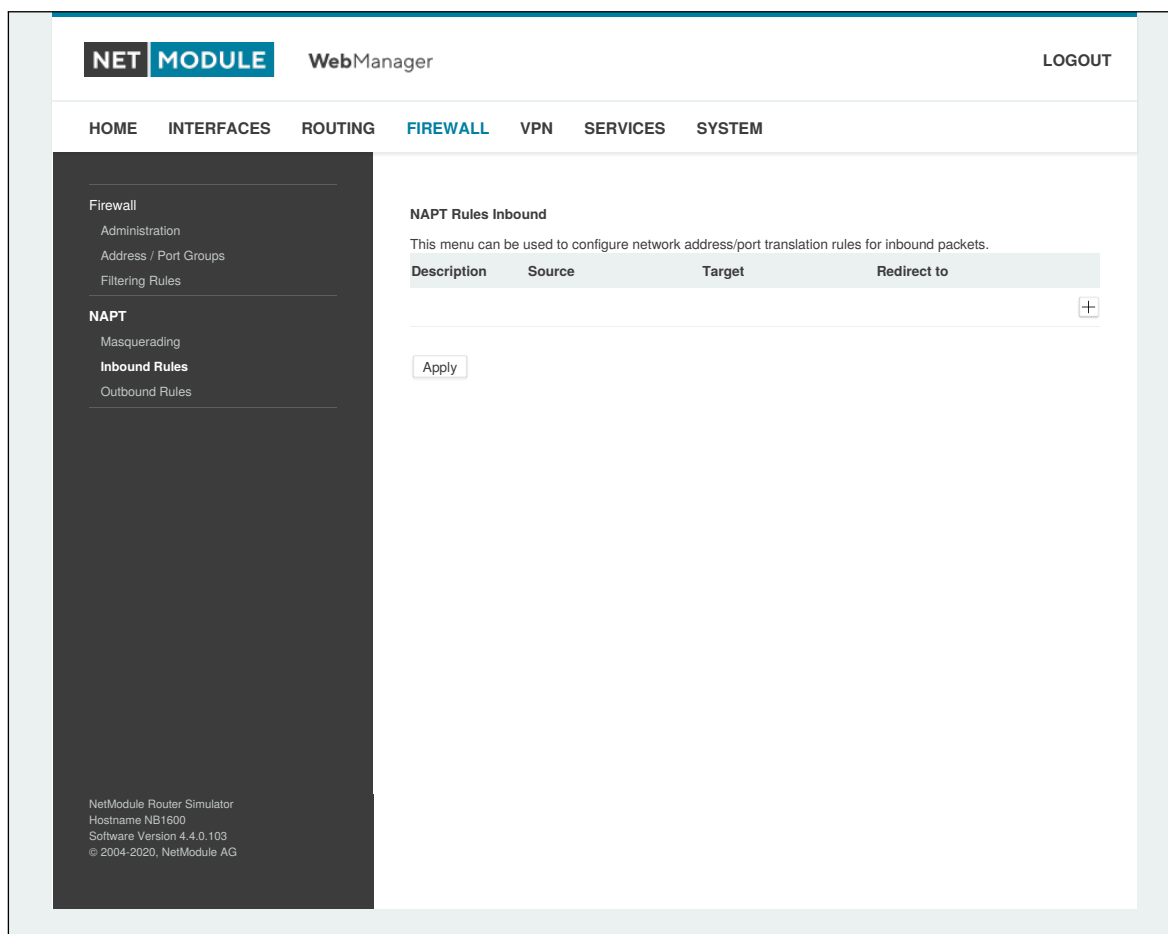 NET MODULE WebManager LOGOUT
HOME INTERFACES ROUTING FIREWALL VPN SERVICES SYSTEM
Firewall
Administration
Address / Port Groups
Filtering Rules
NAPT
Masquerading
Inbound Rules
Outbound Rules
NAPT Rules Inbound
This menu can be used to configure network address/port translation rules for inbound packets.
Description Source Target Redirect to
Apply
NetModule Router Simulator
Hostname NB1600
Software Version 4.4.0.103
© 2004-2020, NetModule AG